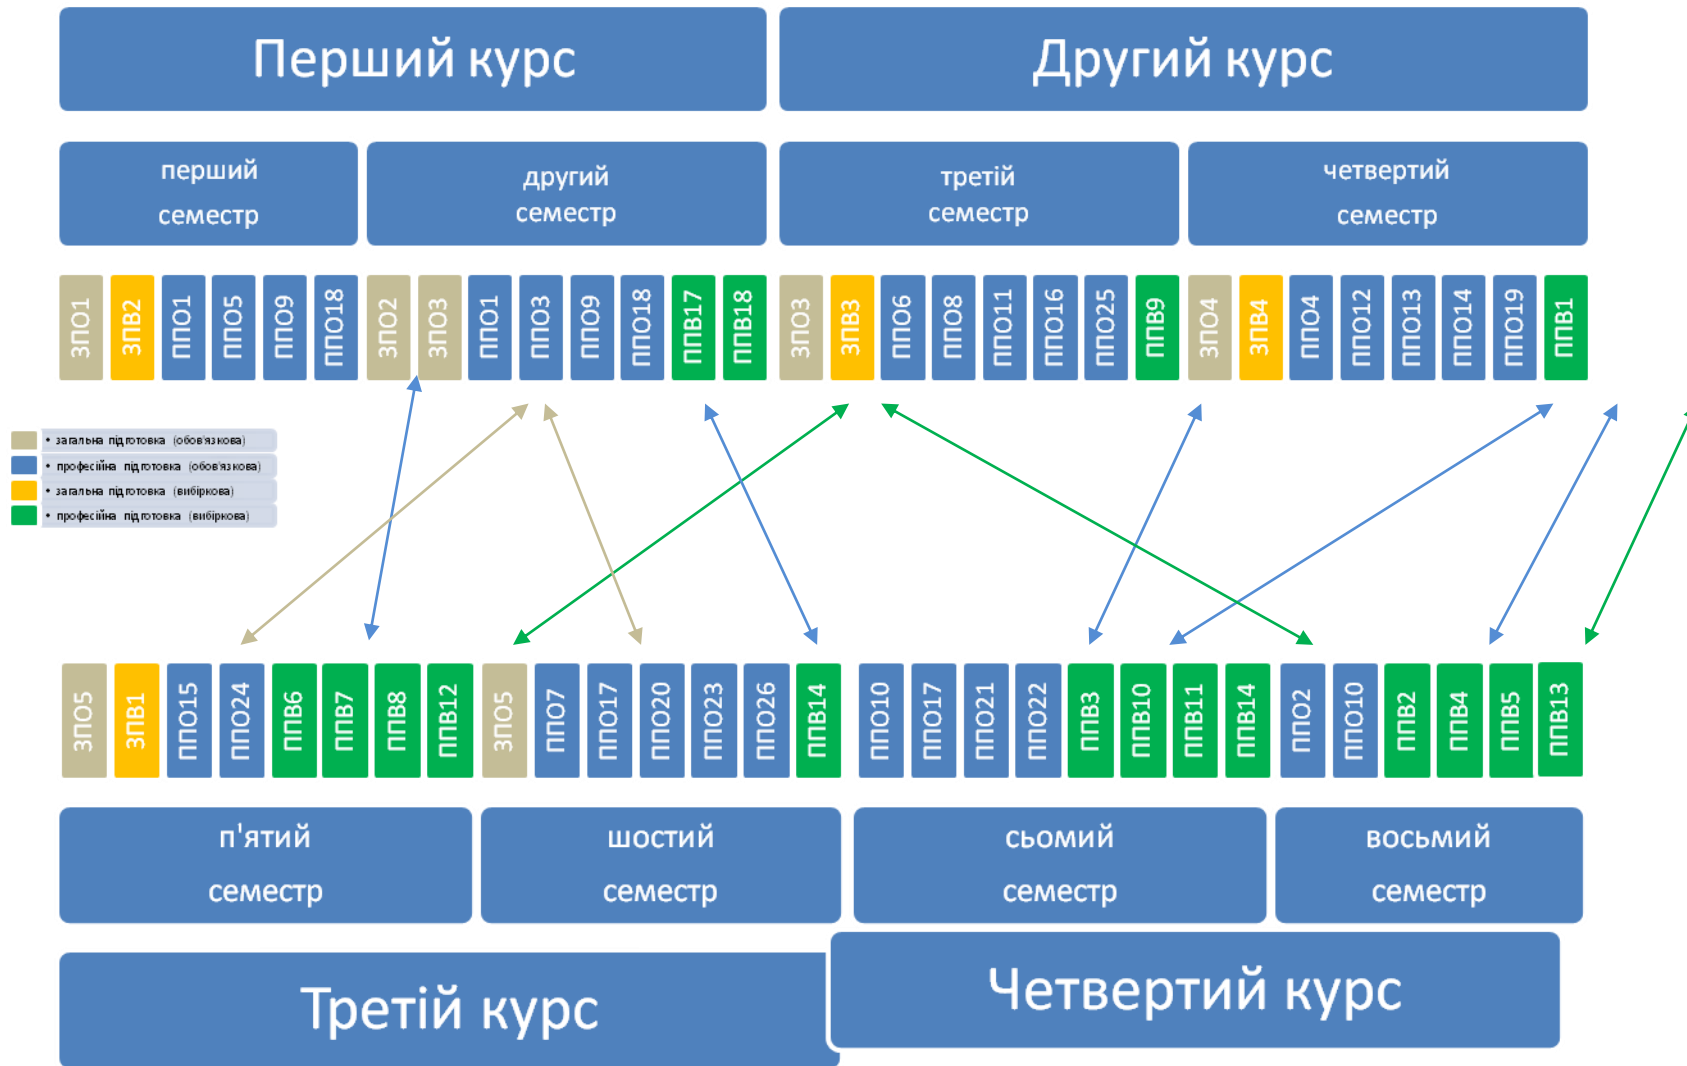 Перший курс
Другий курс
перший
семестр
другий
семестр
третій
семестр
четвертий
семестр
ЗПО1
ЗПВ2
ППО1
ППО5
ППО9
ППО18
ЗПО2
ЗПО3
ППО1
ППО3
ППО9
ППО18
ППВ17
ППВ18
ЗПО3
ЗПВ3
ППО6
ППО8
ППО11
ППО16
ППО25
ППВ9
ЗПО4
ЗПВ4
ППО4
ППО12
ППО13
ППО14
ППО19
ППВ1
• загальна підготовка (обов'язкова)
• професійна підготовка (обов'язкова)
• загальна підготовка (вибіркова)
• професійна підготовка (вибіркова)
ЗПО5
ЗПВ1
ППО15
ППО24
ППВ6
ППВ7
ППВ8
ППВ12
ЗПО5
ППО7
ППО17
ППО20
ППО23
ППО26
ППВ14
ППО10
ППО17
ППО21
ППО22
ППВ3
ППВ10
ППВ11
ППВ14
ППО2
ППО10
ППВ2
ППВ4
ППВ5
ППВ13
п'ятий
семестр
шостий
семестр
сьомий
семестр
восьмий
семестр
Третій курс
Четвертий курс